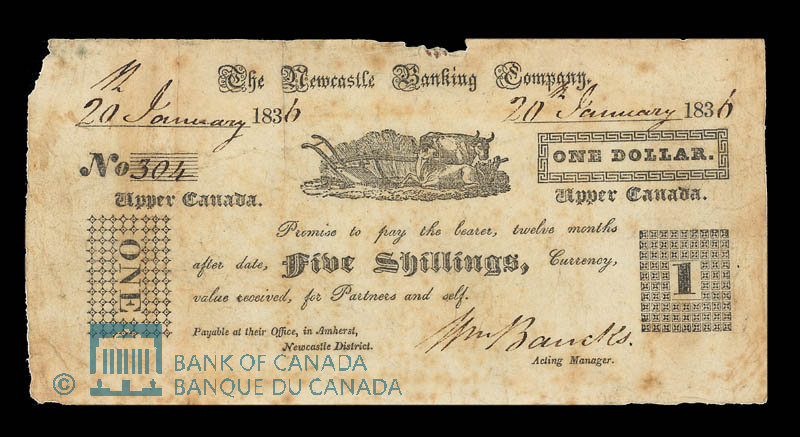 The Newcastle Banking Company.
20th January 1836
20th January 1836
No 304
ONE DOLLAR.
Upper Canada.
Upper Canada.
Promise to pay the bearer, twelve months
after date, Five Shillings, Currency,
value received, for Partners and self.
ONE
1
Payable at their Office, in Amherst,
Newcastle District.
Wm Bancks.
Acting Manager.
© BANK OF CANADA
BANQUE DU CANADA